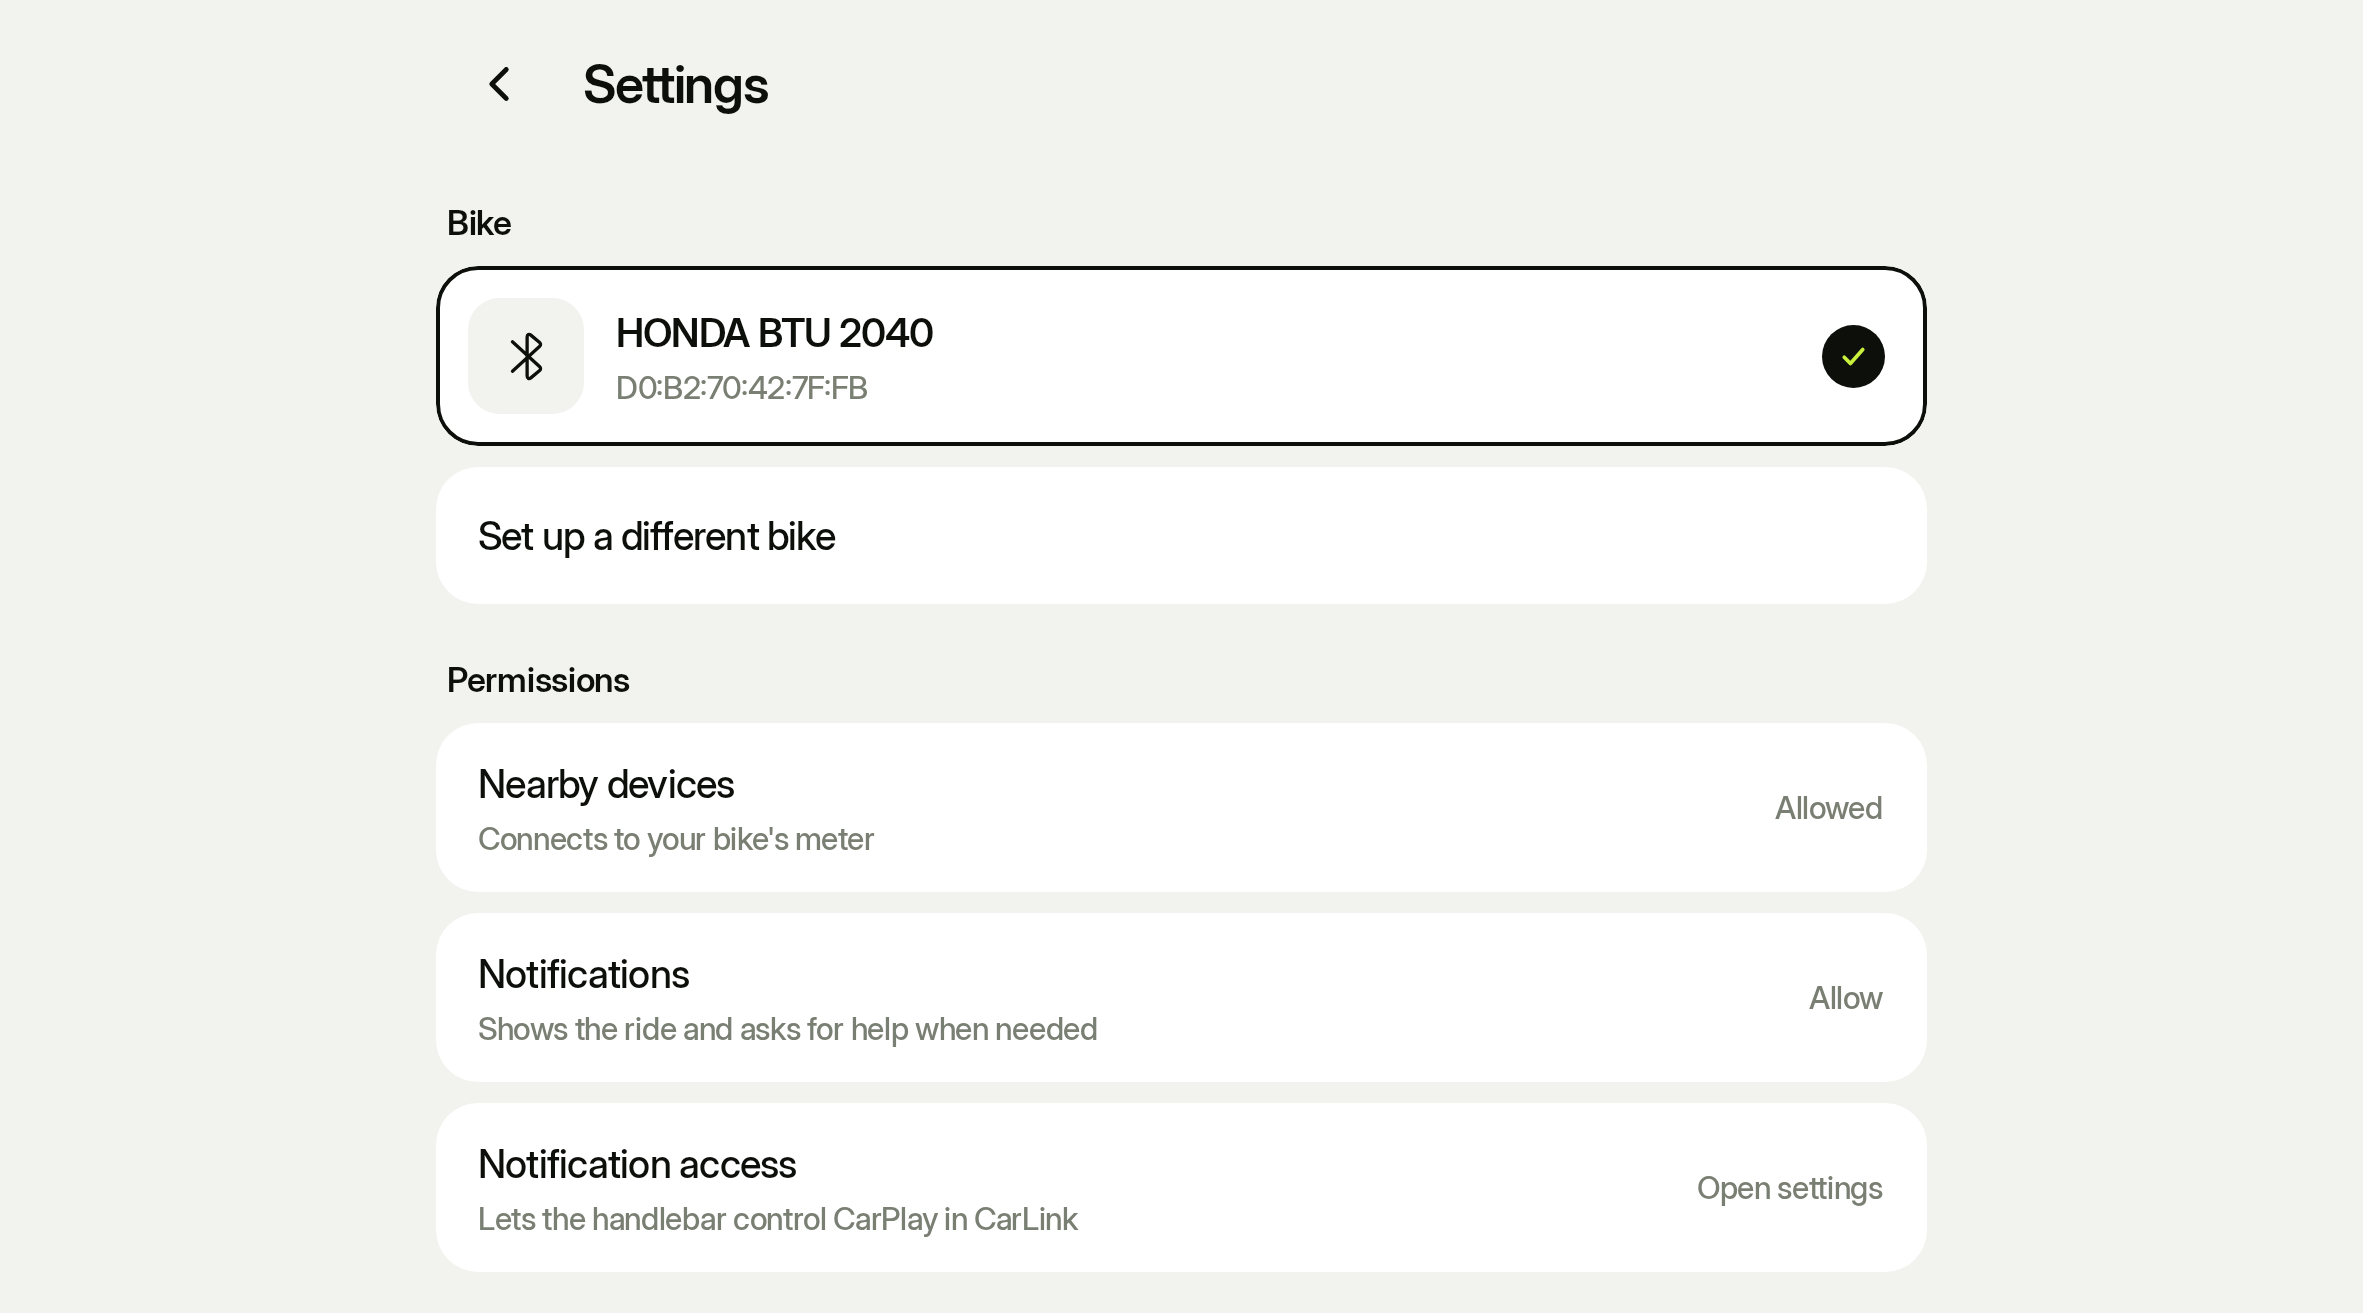 Settings
Bike
HONDA BTU 2040
D0:B2:70:42:7F:FB
Set up a different bike
Permissions
Nearby devices
Connects to your bike's meter
Allowed
Notifications
Shows the ride and asks for help when needed
Allow
Notification access
Lets the handlebar control CarPlay in CarLink
Open settings